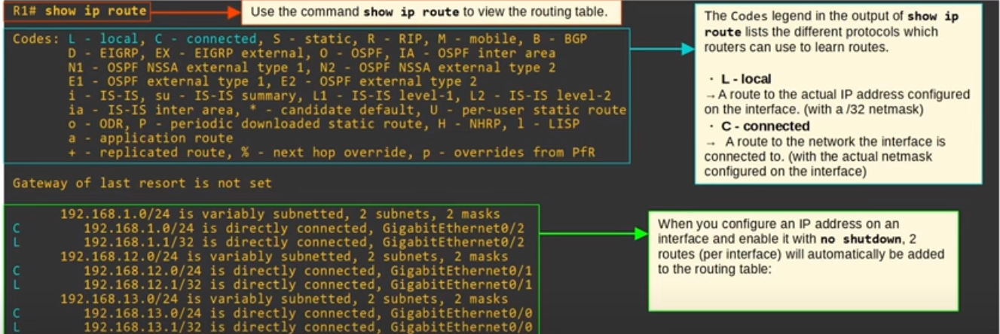 R1# show ip route
Use the command show ip route to view the routing table.
Codes: L - local, C - connected, S - static, R - RIP, M - mobile, B - BGP
D - EIGRP, EX - EIGRP external, O - OSPF, IA - OSPF inter area
N1 - OSPF NSSA external type 1, N2 - OSPF NSSA external type 2
E1 - OSPF external type 1, E2 - OSPF external type 2
i - IS-IS, su - IS-IS summary, L1 - IS-IS level-1, L2 - IS-IS level-2
ia - IS-IS inter area, * - candidate default, U - per-user static route
o - ODR, P - periodic downloaded static route, H - NHRP, l - LISP
a - application route
+ - replicated route, % - next hop override, p - overrides from PfR
The Codes legend in the output of show ip
route lists the different protocols which
routers can use to learn routes.
· L - local
→ A route to the actual IP address configured
on the interface. (with a /32 netmask)
· C - connected
→ A route to the network the interface is
connected to. (with the actual netmask
configured on the interface)
Gateway of last resort is not set
192.168.1.0/24 is variably subnetted, 2 subnets, 2 masks
C 192.168.1.0/24 is directly connected, GigabitEthernet0/2
L 192.168.1.1/32 is directly connected, GigabitEthernet0/2
192.168.12.0/24 is variably subnetted, 2 subnets, 2 masks
C 192.168.12.0/24 is directly connected, GigabitEthernet0/1
L 192.168.12.1/32 is directly connected, GigabitEthernet0/1
192.168.13.0/24 is variably subnetted, 2 subnets, 2 masks
C 192.168.13.0/24 is directly connected, GigabitEthernet0/0
L 192.168.13.1/32 is directly connected, GigabitEthernet0/0
When you configure an IP address on an
interface and enable it with no shutdown, 2
routes (per interface) will automatically be added
to the routing table: